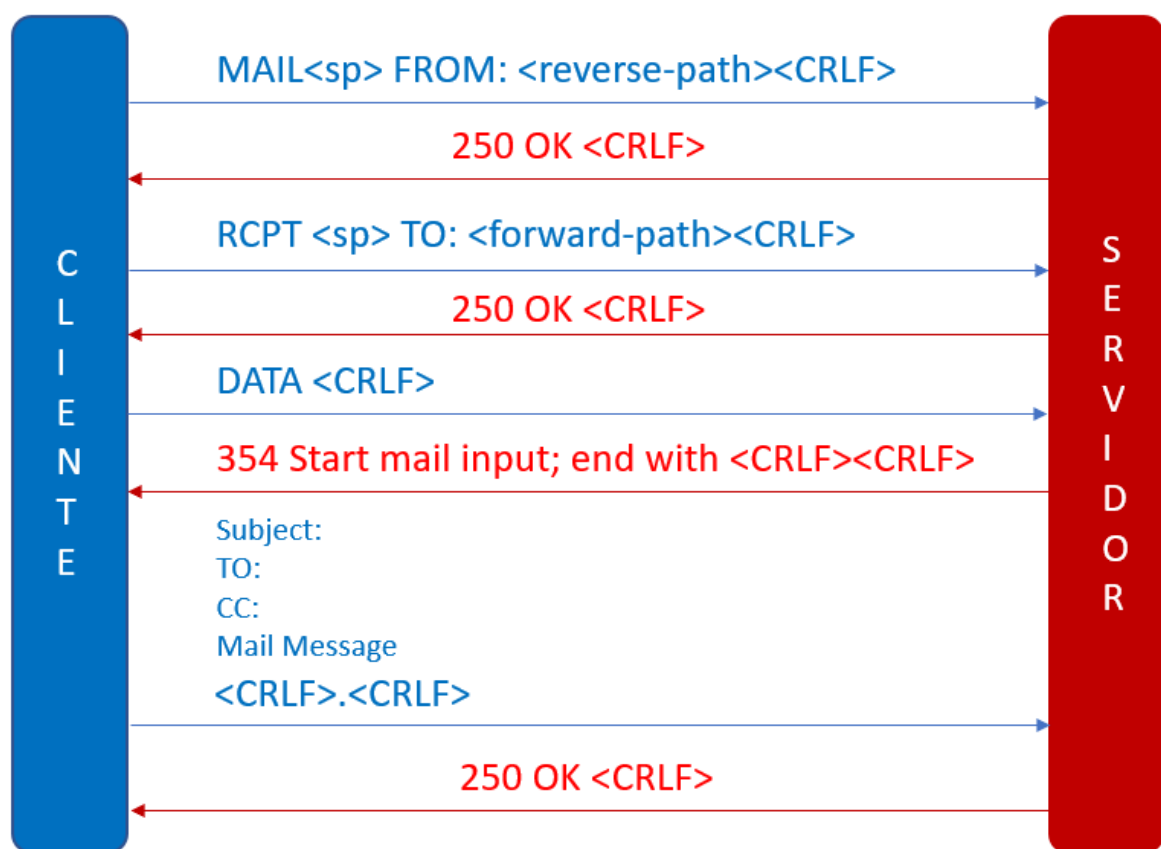 MAIL<sp> FROM: <reverse-path><CRLF>
250 OK <CRLF>
RCPT <sp> TO: <forward-path><CRLF>
250 OK <CRLF>
DATA <CRLF>
354 Start mail input; end with <CRLF><CRLF>
Subject:
TO:
CC:
Mail Message
<CRLF>.<CRLF>
250 OK <CRLF>
CLIENTE
SERVIDOR